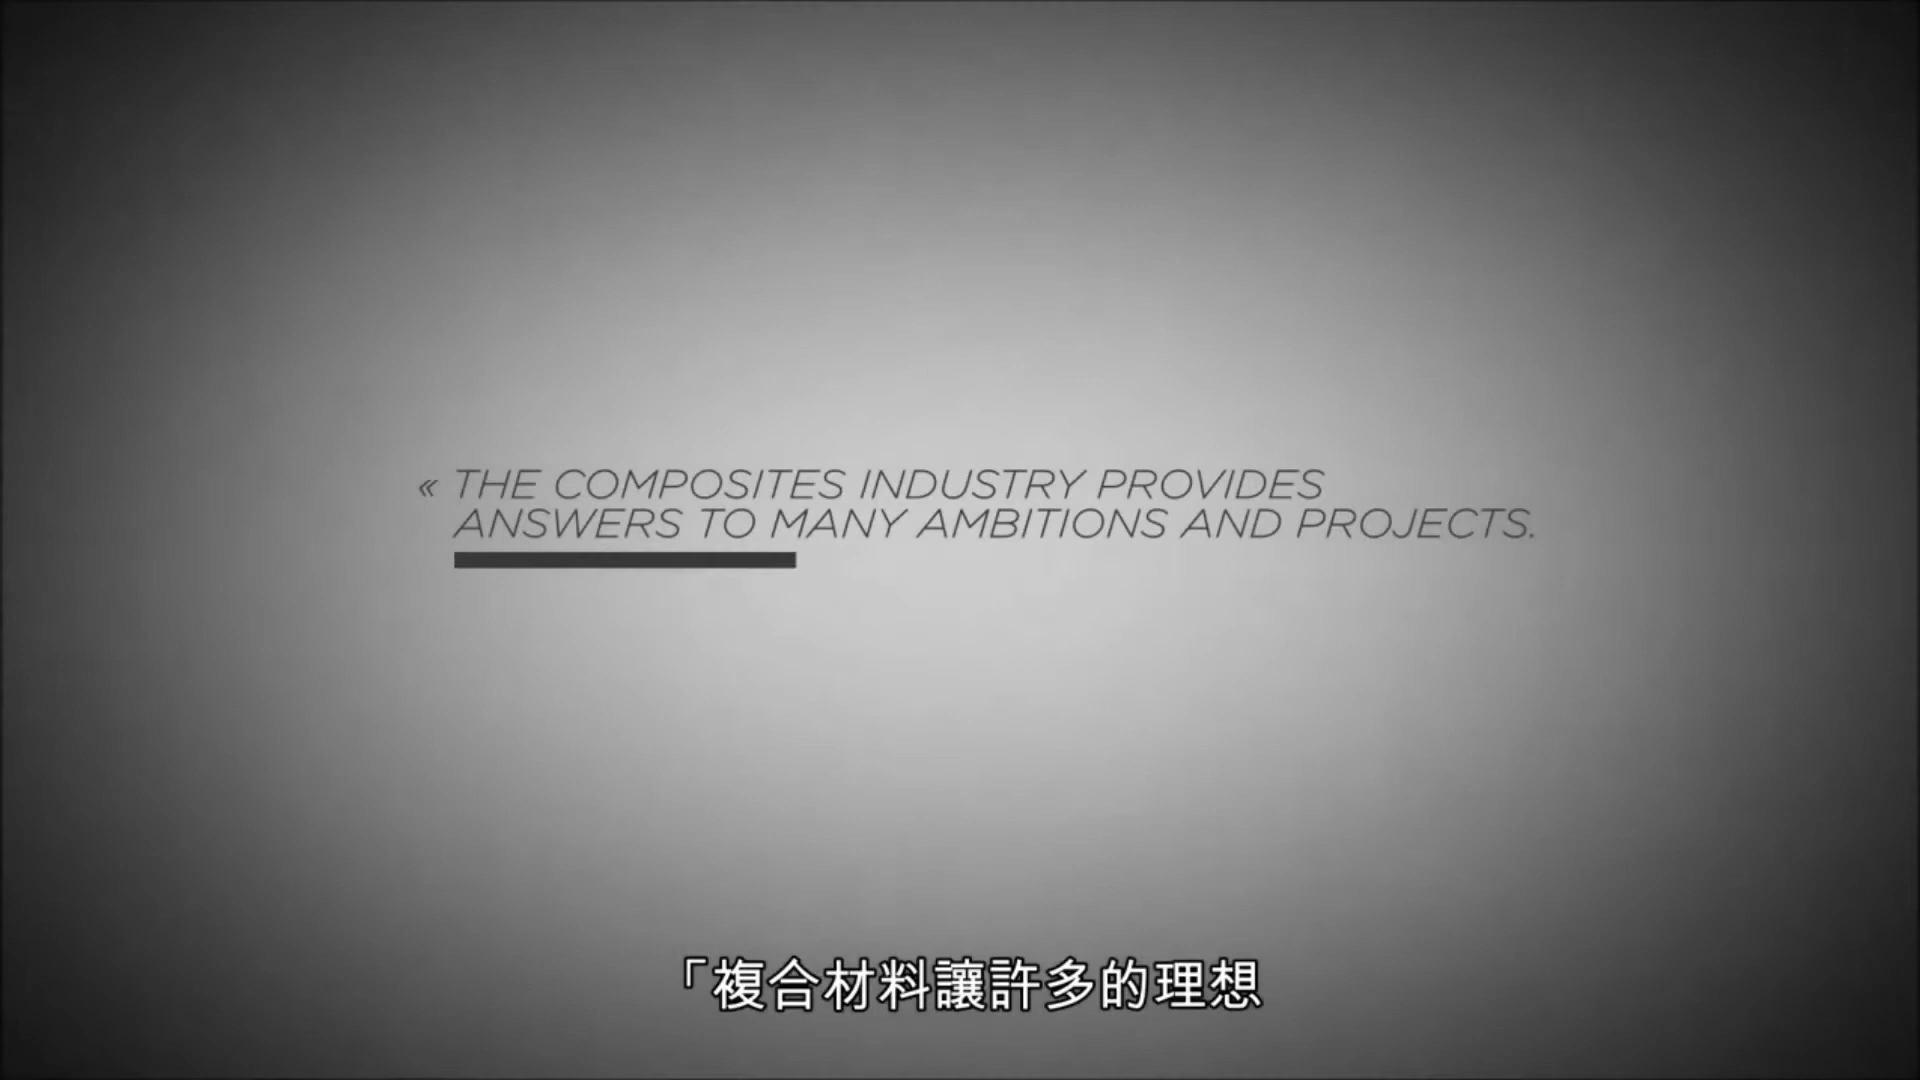 « THE COMPOSITES INDUSTRY PROVIDES
ANSWERS TO MANY AMBITIONS AND PROJECTS.
「複合材料讓許多的理想